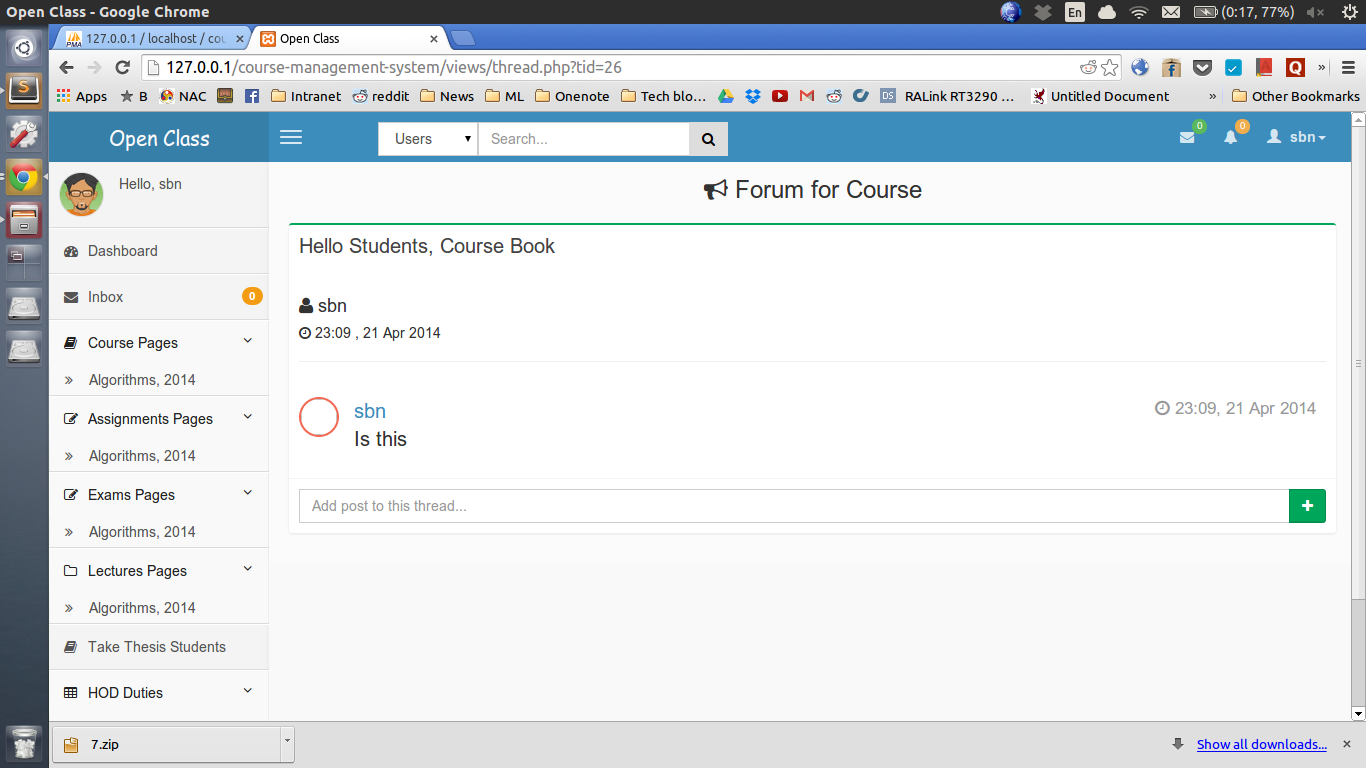 Open Class - Google Chrome
En
(0:17, 77%)
PMA
127.0.0.1 / localhost / cou
Open Class
127.0.0.1/course-management-system/views/thread.php?tid=26
Apps
B
NAC
Intranet
reddit
News
ML
Onenote
Tech blo...
DS
RALink RT3290 ...
Untitled Document
»
Other Bookmarks
Open Class
Users
Search...
0
0
sbn
Hello, sbn
Dashboard
Inbox
0
Course Pages
» Algorithms, 2014
Assignments Pages
» Algorithms, 2014
Exams Pages
» Algorithms, 2014
Lectures Pages
» Algorithms, 2014
Take Thesis Students
HOD Duties
Forum for Course
Hello Students, Course Book
sbn
23:09 , 21 Apr 2014
sbn
23:09, 21 Apr 2014
Is this
Add post to this thread...
7.zip
Show all downloads...